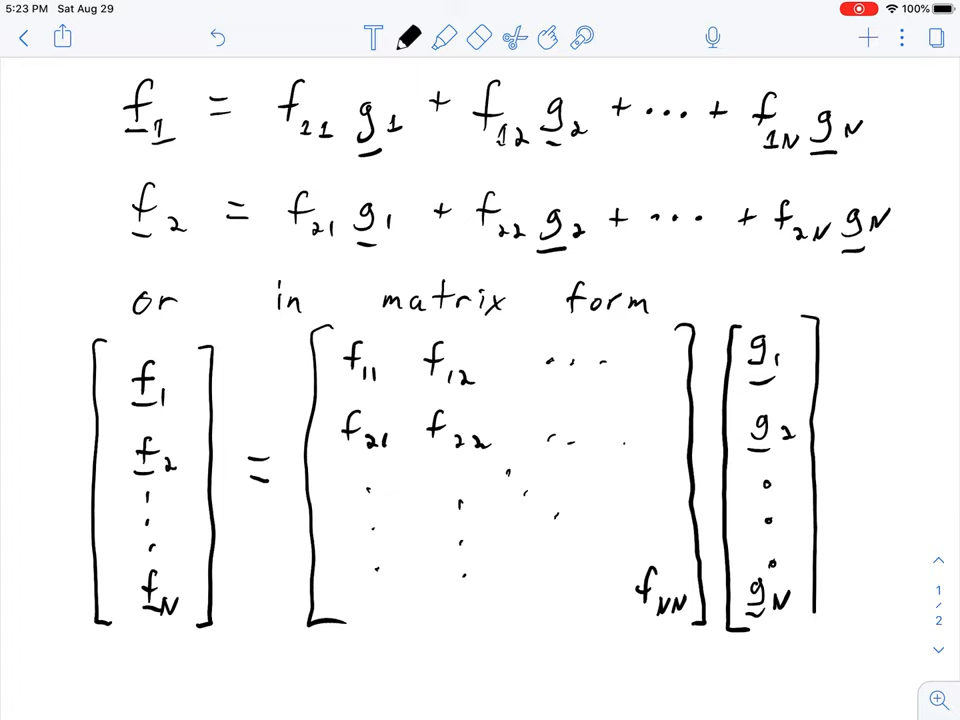 5:23 PM Sat Aug 29 100%
f1 = f11 g1 + f12 g2 + ... + f1N gN
f2 = f21 g1 + f22 g2 + ... + f2N gN
or in matrix form
[ f1 ] [ f11 f12 ... ] [ g1 ]
[ f2 ] = [ f21 f22 ... ] [ g2 ]
[ fN ] [ fNN ] [ gN ]
T
1
/
2